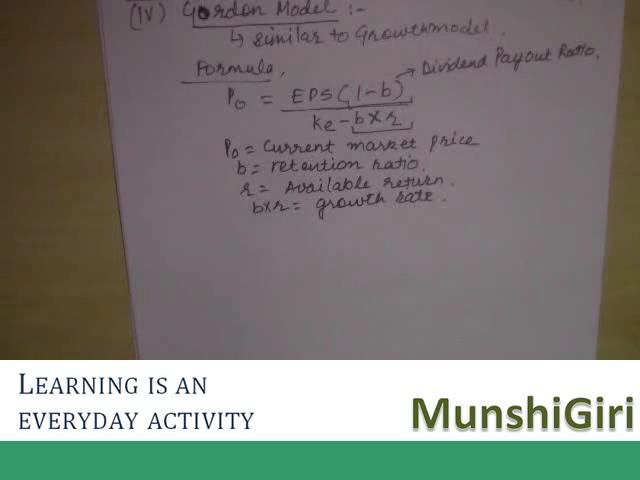 (IV) Gordon Model :-
↳ similar to Growthmodel.
Formula,
→ Dividend Payout Ratio.
P₀ = EPS(1-b)
ke - b×r
P₀ = Current market price
b = retention ratio.
r = Available return.
b×r = growth rate.
LEARNING IS AN
EVERYDAY ACTIVITY
MunshiGiri